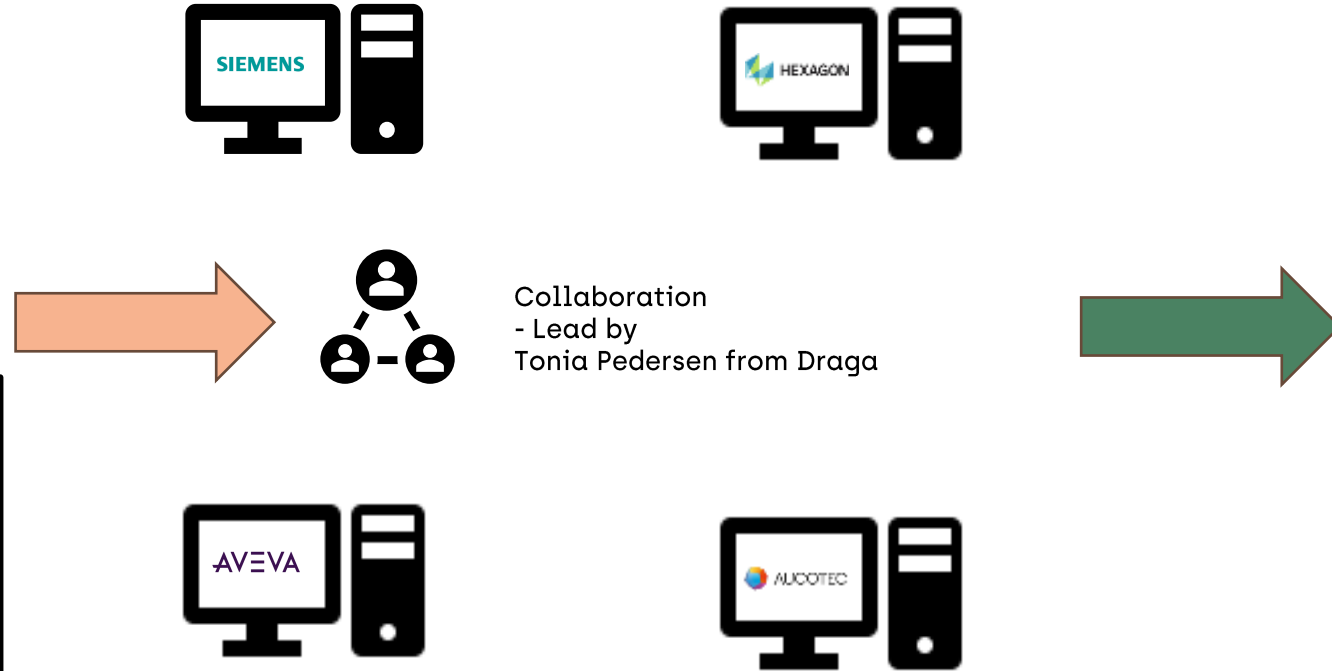 SIEMENS
HEXAGON
Collaboration
- Lead by
Tonia Pedersen from Draga
AVEVA
AUCOTEC